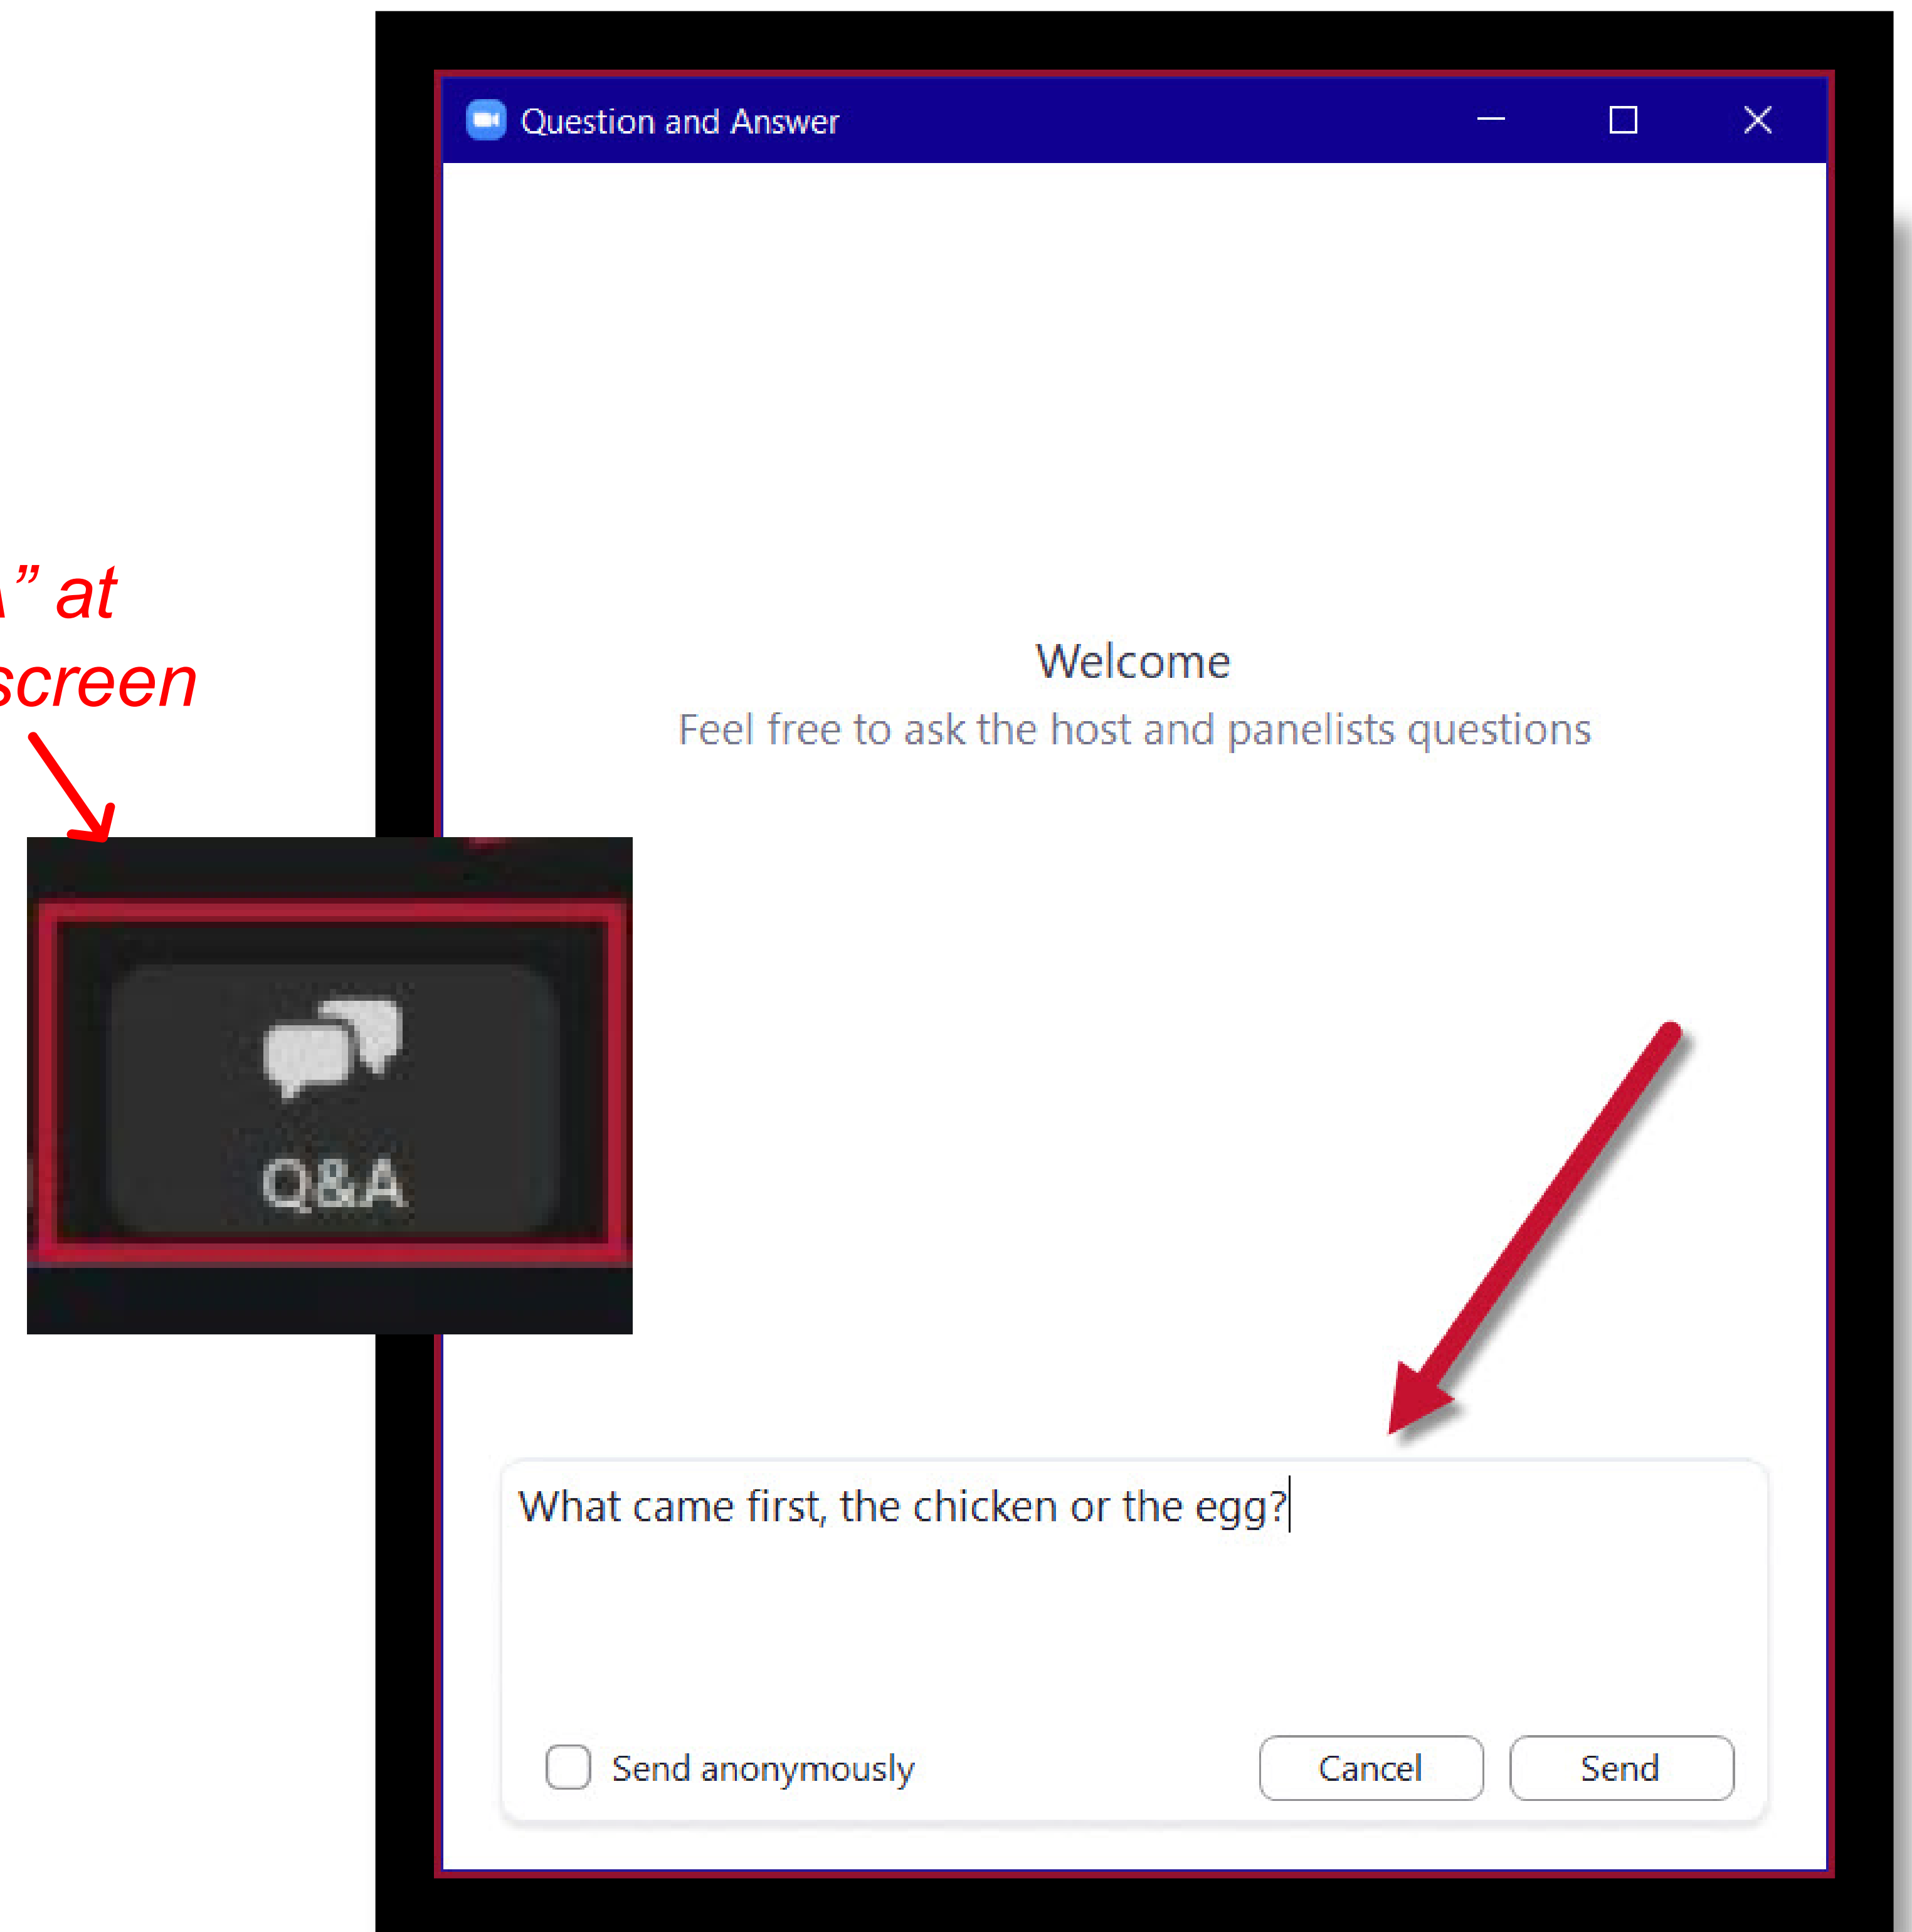 Question and Answer
” at
screen
Welcome
Feel free to ask the host and panelists questions
Q&A
What came first, the chicken or the egg?
Send anonymously
Cancel
Send